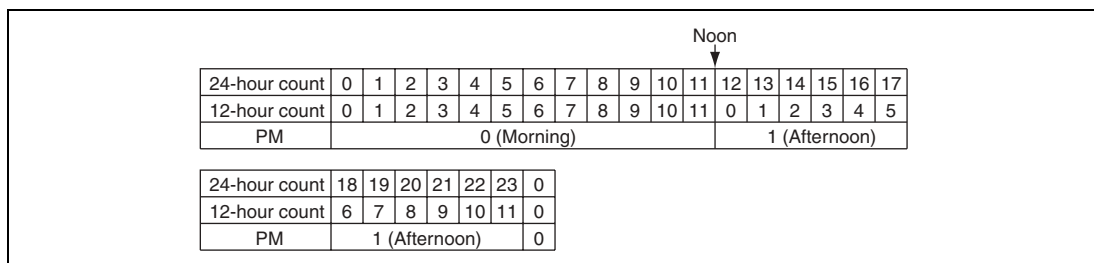 Noon
24-hour count 0 1 2 3 4 5 6 7 8 9 10 11 12 13 14 15 16 17
12-hour count 0 1 2 3 4 5 6 7 8 9 10 11 0 1 2 3 4 5
PM 0 (Morning) 1 (Afternoon)
24-hour count 18 19 20 21 22 23 0
12-hour count 6 7 8 9 10 11 0
PM 1 (Afternoon) 0